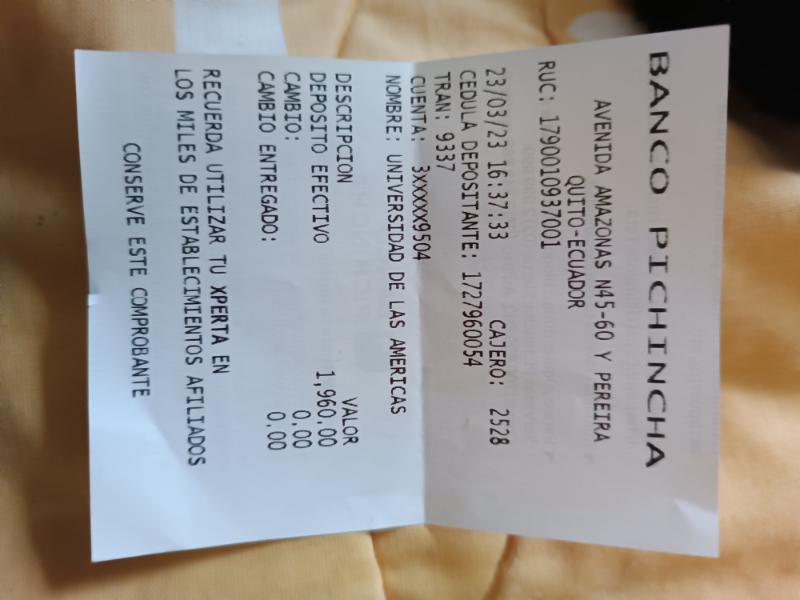 BANCO PICHINCHA
AVENIDA AMAZONAS N45-60 Y PEREIRA
QUITO-ECUADOR
RUC: 1790010937001
23/03/23 16:37:33 CAJERO: 2528
CEDULA DEPOSITANTE: 1727960054
TRAN: 9337
CUENTA: 3XXXXX9504
NOMBRE: UNIVERSIDAD DE LAS AMERICAS
DESCRIPCION VALOR
DEPOSITO EFECTIVO 1,960.00
CAMBIO: 0.00
CAMBIO ENTREGADO: 0.00
RECUERDA UTILIZAR TU XPERTA EN
LOS MILES DE ESTABLECIMIENTOS AFILIADOS
CONSERVE ESTE COMPROBANTE